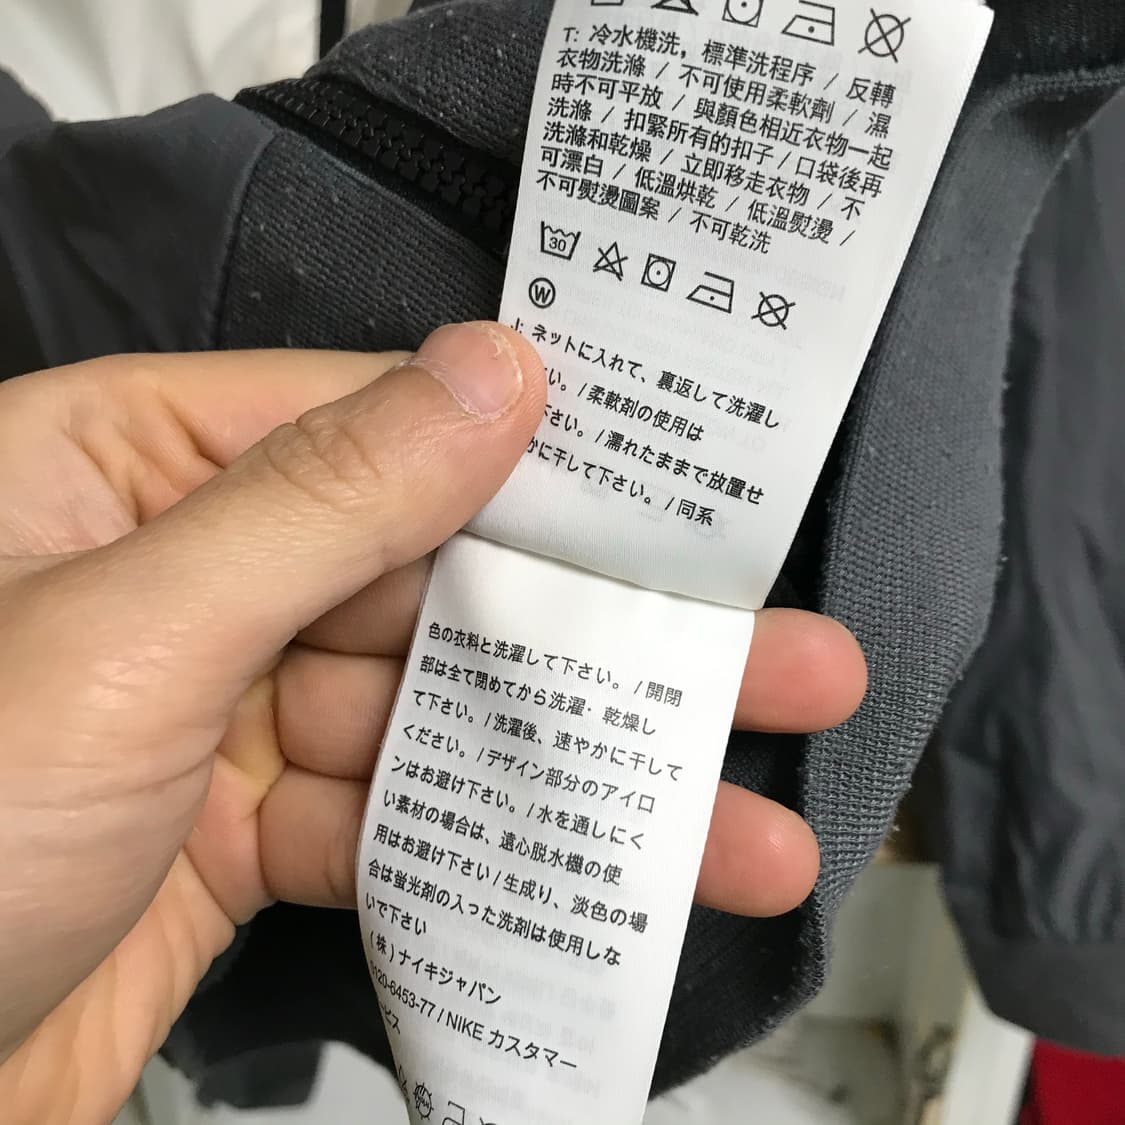 T: 冷水機洗，標準洗程序 / 反轉
衣物洗滌 / 不可使用柔軟劑 / 濕
時不可平放 / 與顏色相近衣物一起
洗滌 / 扣緊所有的扣子 / 口袋後再
洗滌和乾燥 / 立即移走衣物 / 不
可漂白 / 低溫烘乾 / 低溫熨燙 /
不可熨燙圖案 / 不可乾洗
30
W
J: ネットに入れて、裏返して洗濯し
い。/ 柔軟剤の使用は
下さい。/ 濡れたままで放置せ
かに干して下さい。/ 同系
色の衣料と洗濯して下さい。/ 開閉
部は全て閉めてから洗濯・乾燥し
て下さい。/ 洗濯後、速やかに干して
ください。/ デザイン部分のアイロ
ンはお避け下さい。/ 水を通しにく
い素材の場合は、遠心脱水機の使
用はお避け下さい / 生成り、淡色の場
合は蛍光剤の入った洗剤は使用しな
いで下さい
(株) ナイキジャパン
0120-6453-77 / NIKE カスタマー
ービス